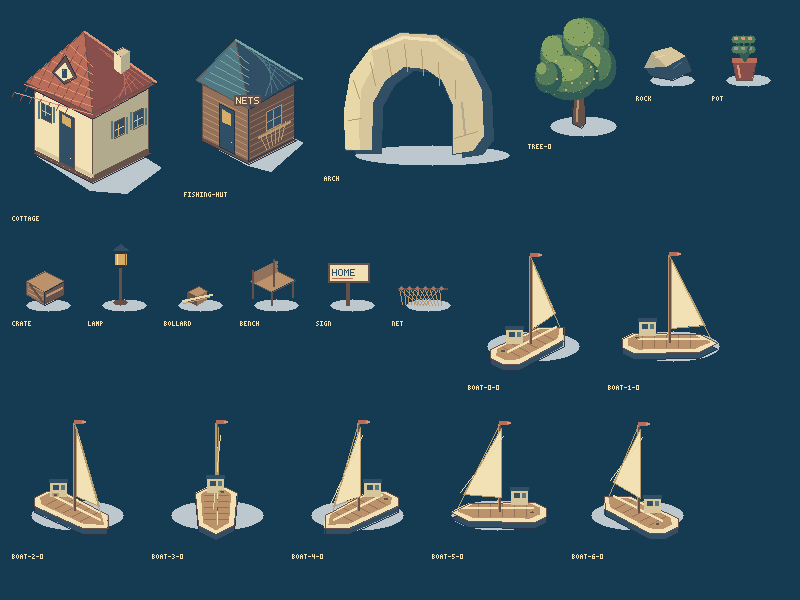 NETS
ROCK
POT
TREE-0
ARCH
FISHING-HUT
COTTAGE
HOME
CRATE
LAMP
BOLLARD
BENCH
SIGN
NET
BOAT-0-0
BOAT-1-0
BOAT-2-0
BOAT-3-0
BOAT-4-0
BOAT-5-0
BOAT-6-0